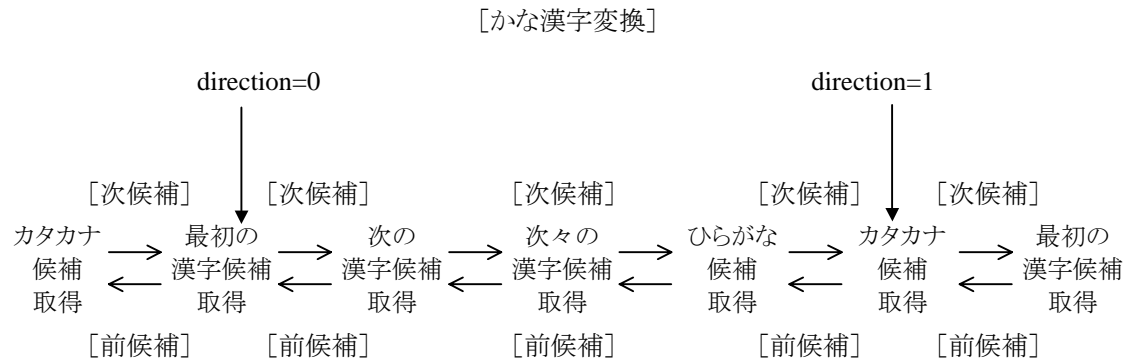 ［かな漢字変換］
direction=0
direction=1
［次候補］ ［次候補］ ［次候補］ ［次候補］ ［次候補］
カタカナ 最初の 次の 次々の ひらがな カタカナ 最初の
候補 漢字候補 漢字候補 漢字候補 候補 候補 漢字候補
取得 取得 取得 取得 取得 取得 取得
［前候補］ ［前候補］ ［前候補］ ［前候補］ ［前候補］